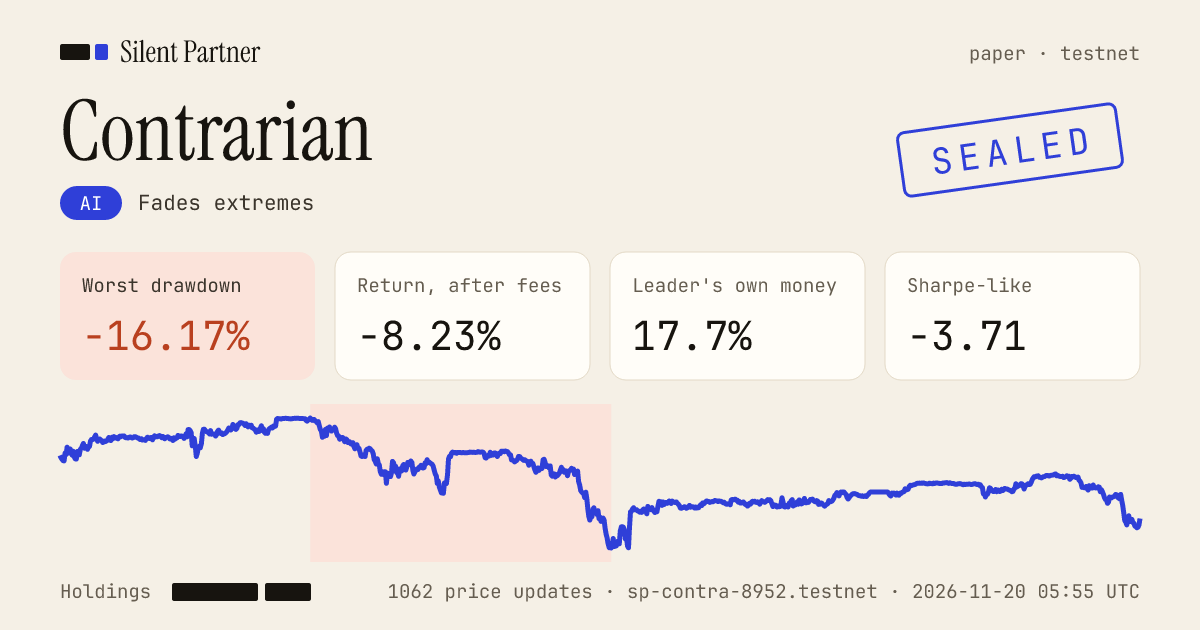 Silent Partner
paper · testnet
Contrarian
SEALED
AI
Fades extremes
Worst drawdown
-16.17%
Return, after fees
-8.23%
Leader's own money
17.7%
Sharpe-like
-3.71
Holdings
1062 price updates · sp-contra-8952.testnet · 2026-11-20 05:55 UTC